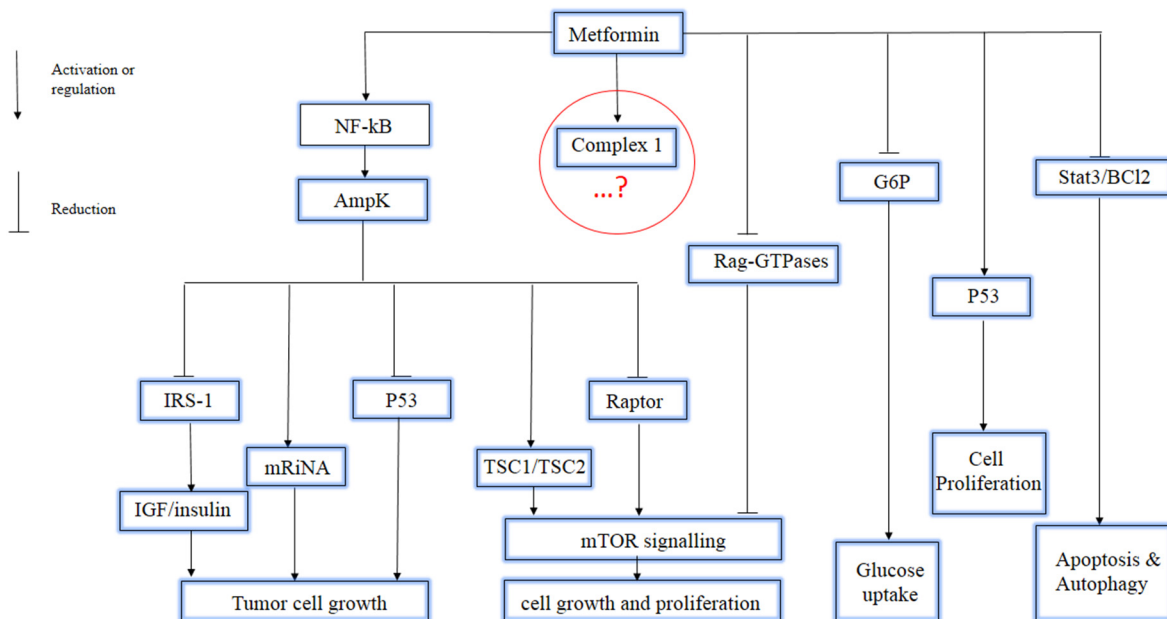 Metformin
Activation or
regulation
NF-kB
Complex 1
...?
G6P
Stat3/BCl2
AmpK
Reduction
Rag-GTPases
P53
IRS-1
P53
Raptor
mRiNA
TSC1/TSC2
Cell
Proliferation
IGF/insulin
mTOR signalling
Glucose
uptake
Apoptosis &
Autophagy
Tumor cell growth
cell growth and proliferation